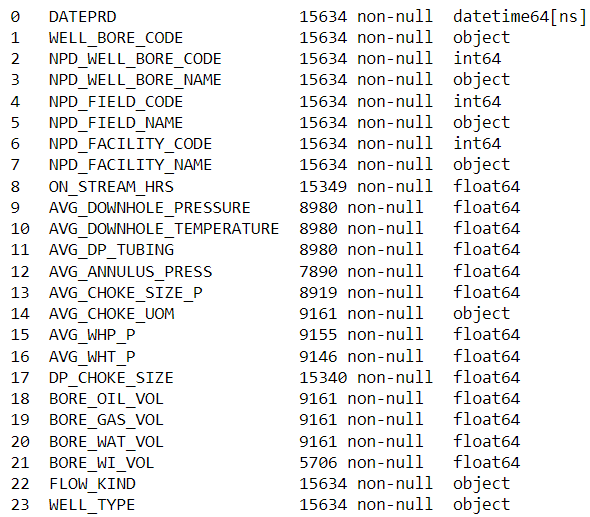 0 DATEPRD 15634 non-null datetime64[ns]
1 WELL_BORE_CODE 15634 non-null object
2 NPD_WELL_BORE_CODE 15634 non-null int64
3 NPD_WELL_BORE_NAME 15634 non-null object
4 NPD_FIELD_CODE 15634 non-null int64
5 NPD_FIELD_NAME 15634 non-null object
6 NPD_FACILITY_CODE 15634 non-null int64
7 NPD_FACILITY_NAME 15634 non-null object
8 ON_STREAM_HRS 15349 non-null float64
9 AVG_DOWNHOLE_PRESSURE 8980 non-null float64
10 AVG_DOWNHOLE_TEMPERATURE 8980 non-null float64
11 AVG_DP_TUBING 8980 non-null float64
12 AVG_ANNULUS_PRESS 7890 non-null float64
13 AVG_CHOKE_SIZE_P 8919 non-null float64
14 AVG_CHOKE_UOM 9161 non-null object
15 AVG_WHP_P 9155 non-null float64
16 AVG_WHT_P 9146 non-null float64
17 DP_CHOKE_SIZE 15340 non-null float64
18 BORE_OIL_VOL 9161 non-null float64
19 BORE_GAS_VOL 9161 non-null float64
20 BORE_WAT_VOL 9161 non-null float64
21 BORE_WI_VOL 5706 non-null float64
22 FLOW_KIND 15634 non-null object
23 WELL_TYPE 15634 non-null object